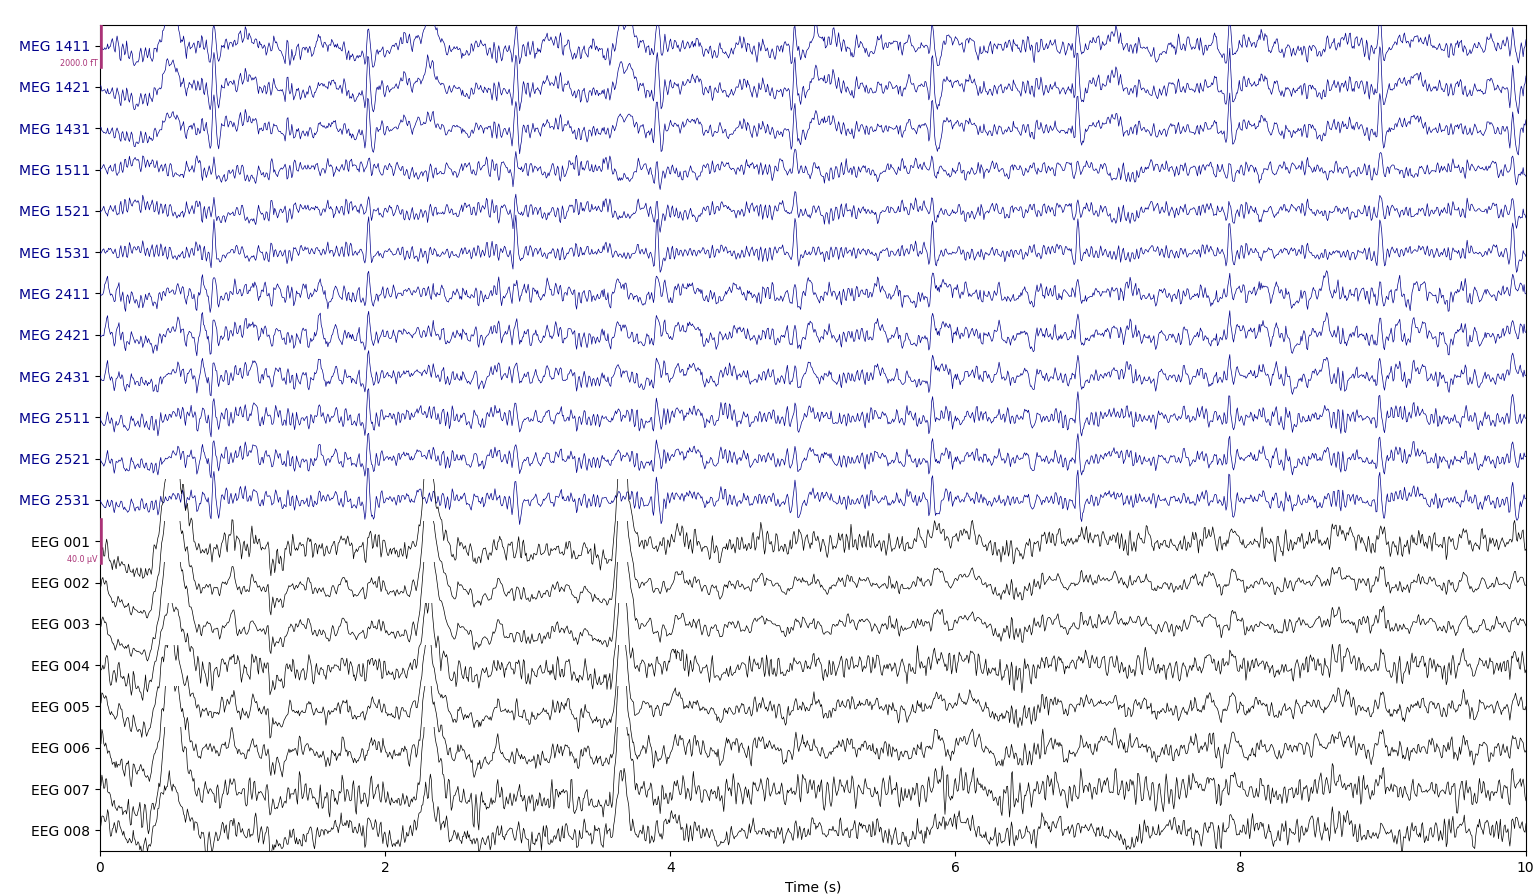 MEG 1411
2000.0 fT
MEG 1421
MEG 1431
MEG 1511
MEG 1521
MEG 1531
MEG 2411
MEG 2421
MEG 2431
MEG 2511
MEG 2521
MEG 2531
EEG 001
40.0 µV
EEG 002
EEG 003
EEG 004
EEG 005
EEG 006
EEG 007
EEG 008
0 2 4 6 8 10
Time (s)